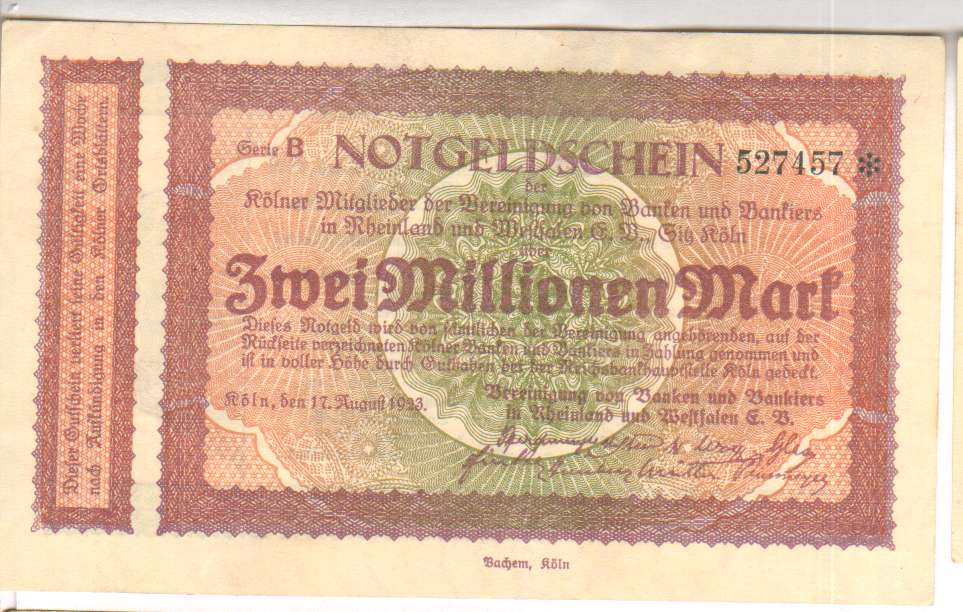 Dieser Gutschein verliert seine Gültigkeit eine Woche
nach Aufkündigung in den Kölner Ortsblättern.
Serie B NOTGELDSCHEIN 527457 *
der
Kölner Mitglieder der Vereinigung von Banken und Bankiers
in Rheinland und Westfalen E. V., Sitz Köln
über
Zwei Millionen Mark
Dieses Notgeld wird von sämtlichen der Vereinigung angehörenden, auf der
Rückseite verzeichneten Kölner Banken und Bankiers in Zahlung genommen und
ist in voller Höhe durch Guthaben bei der Reichsbankhauptstelle Köln gedeckt.
Köln, den 17. August 1923.
Vereinigung von Banken und Bankiers
in Rheinland und Westfalen E. V.
Bachem, Köln